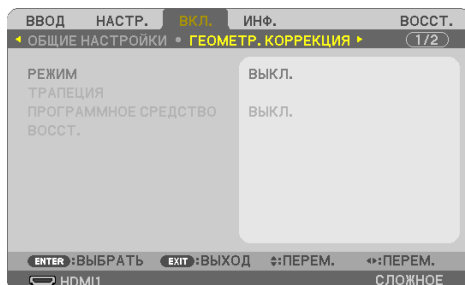 ВВОД НАСТР. ВКЛ. ИНФ. ВОССТ.
ОБЩИЕ НАСТРОЙКИ • ГЕОМЕТР. КОРРЕКЦИЯ 1/2
РЕЖИМ ВЫКЛ.
ТРАПЕЦИЯ
ПРОГРАММНОЕ СРЕДСТВО ВЫКЛ.
ВОССТ.
ENTER :ВЫБРАТЬ EXIT :ВЫХОД :ПЕРЕМ. :ПЕРЕМ.
HDMI1 СЛОЖНОЕ